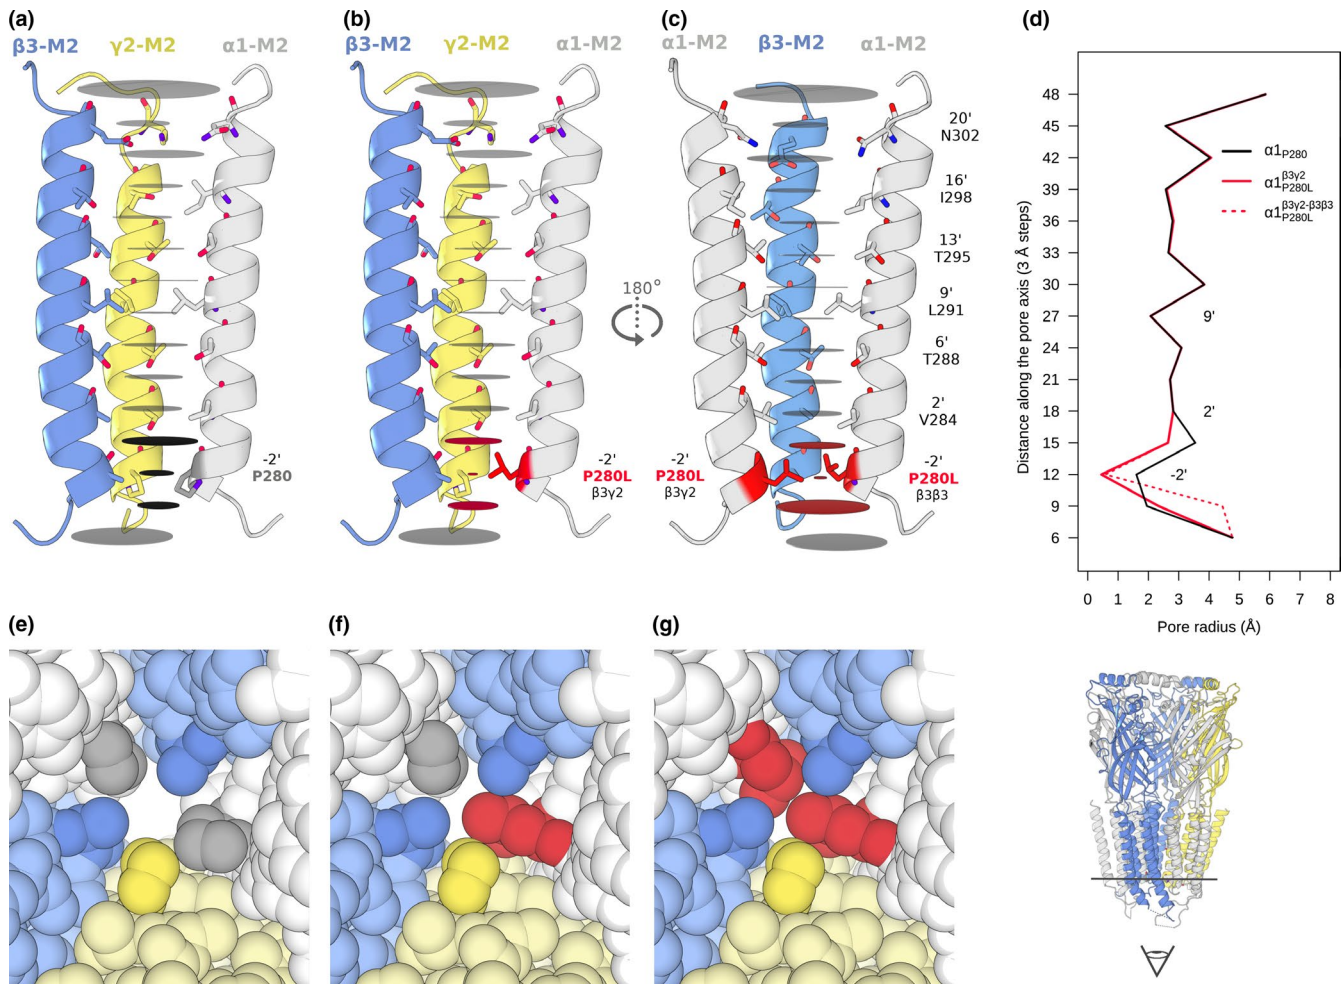 (a)
β3-M2 γ2-M2 α1-M2
-2'
P280
(b)
β3-M2 γ2-M2 α1-M2
-2'
P280L
β3γ2
180°
(c)
α1-M2 β3-M2 α1-M2
20'
N302
16'
I298
13'
T295
9'
L291
6'
T288
2'
V284
-2'
P280L
β3γ2
-2'
P280L
β3β3
(d)
Distance along the pore axis (3 Å steps)
48
45
42
39
36
33
30
27
24
21
18
15
12
9
6
α1P280
α1β3γ2P280L
α1β3γ2-β3β3P280L
9'
2'
-2'
0 1 2 3 4 5 6 7 8
Pore radius (Å)
(e)
(f)
(g)